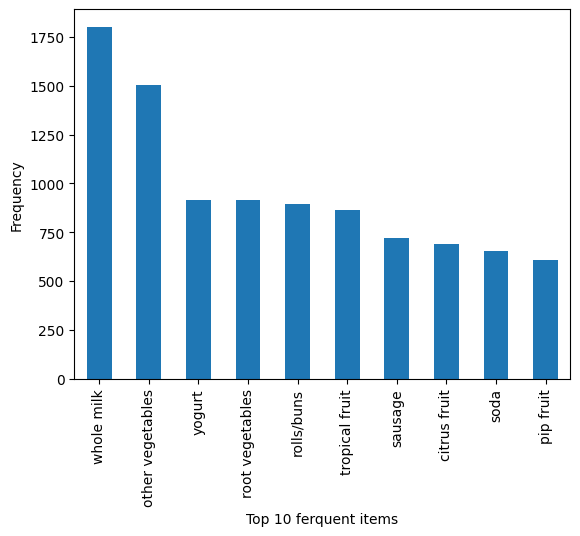 1750
1500
1250
1000
750
500
250
0
Frequency
whole milk
other vegetables
yogurt
root vegetables
rolls/buns
tropical fruit
sausage
citrus fruit
soda
pip fruit
Top 10 ferquent items